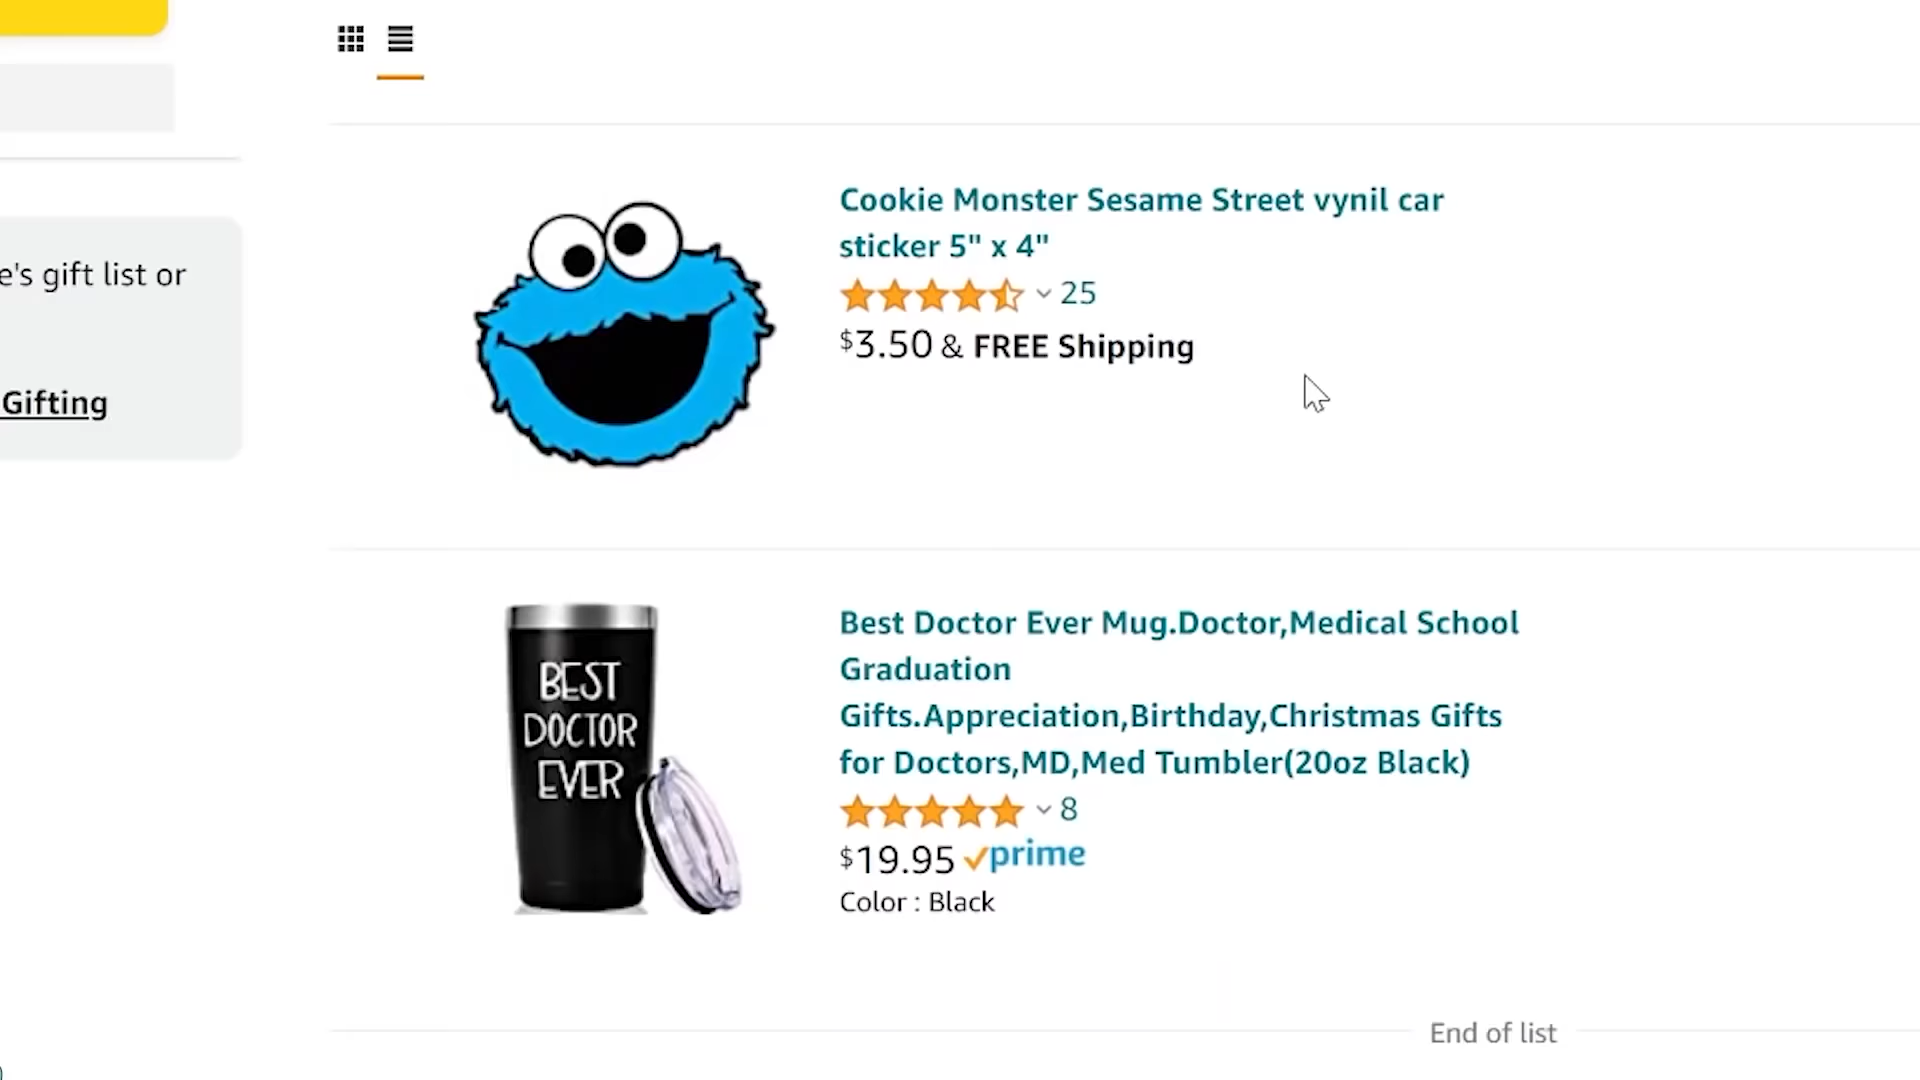 e's gift list or
Gifting
Cookie Monster Sesame Street vynil car
sticker 5" x 4"
25
$3.50 & FREE Shipping
BEST
DOCTOR
EVER
Best Doctor Ever Mug.Doctor,Medical School
Graduation
Gifts.Appreciation,Birthday,Christmas Gifts
for Doctors,MD,Med Tumbler(20oz Black)
8
$19.95 prime
Color : Black
End of list